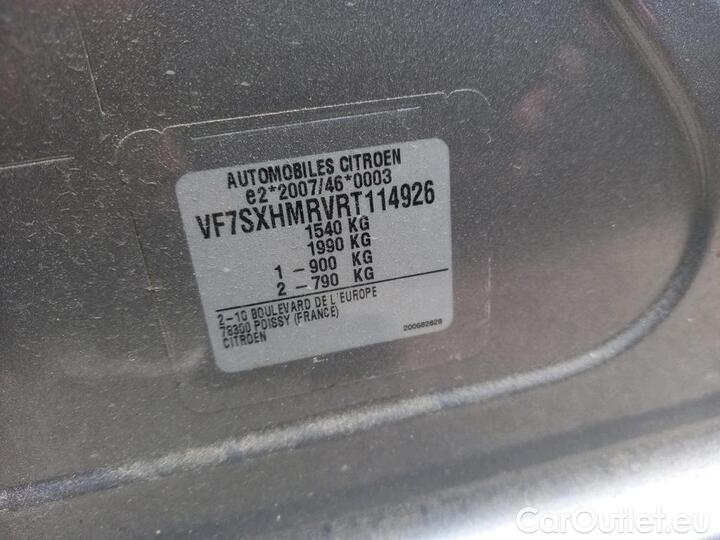 AUTOMOBILES CITROEN
e2*2007/46*0003
VF7SXHMRVRT114926
1540 KG
1990 KG
1 - 900 KG
2 - 790 KG
2-10 BOULEVARD DE L'EUROPE
78300 POISSY (FRANCE)
CITROEN
200682828
CarOutlet.eu